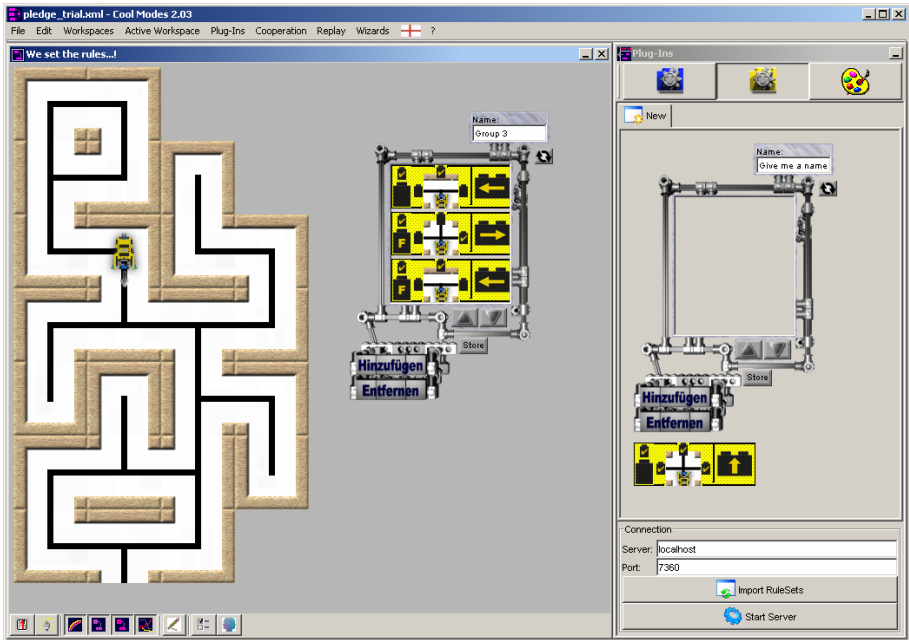 pledge_trial.xml - Cool Modes 2.03
File Edit Workspaces Active Workspace Plug-Ins Cooperation Replay Wizards ?
We set the rules...!
Plug-Ins
New
Name:
Group 3
F
F
Store
Hinzufügen
Entfernen
Name:
Give me a name
Store
Hinzufügen
Entfernen
Connection
Server: localhost
Port: 7360
Import RuleSets
Start Server